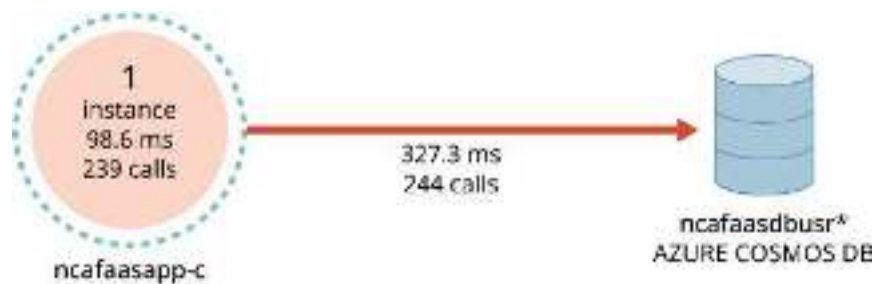 1
instance
98.6 ms
239 calls
ncafaasapp-c
327.3 ms
244 calls
ncafaasdbusr*
AZURE COSMOS DB